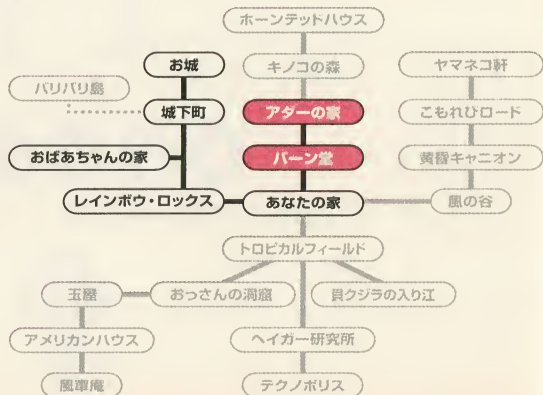 ホーンテッドハウス
お城
キノコの森
ヤマネコ軒
バリバリ島
城下町
アダーの家
こもれびロード
おばあちゃんの家
バーン堂
黄昏キャニオン
レインボウ・ロックス
あなたの家
風の谷
トロピカルフィールド
玉屋
おっさんの洞窟
貝クジラの入り江
アメリカンハウス
ヘイガー研究所
テクノポリス